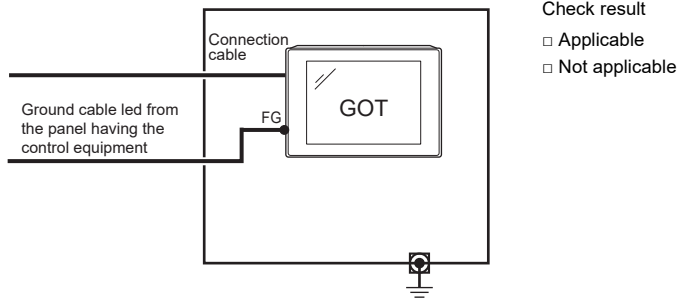 Check result
□ Applicable
□ Not applicable
Connection
cable
GOT
FG
Ground cable led from
the panel having the
control equipment